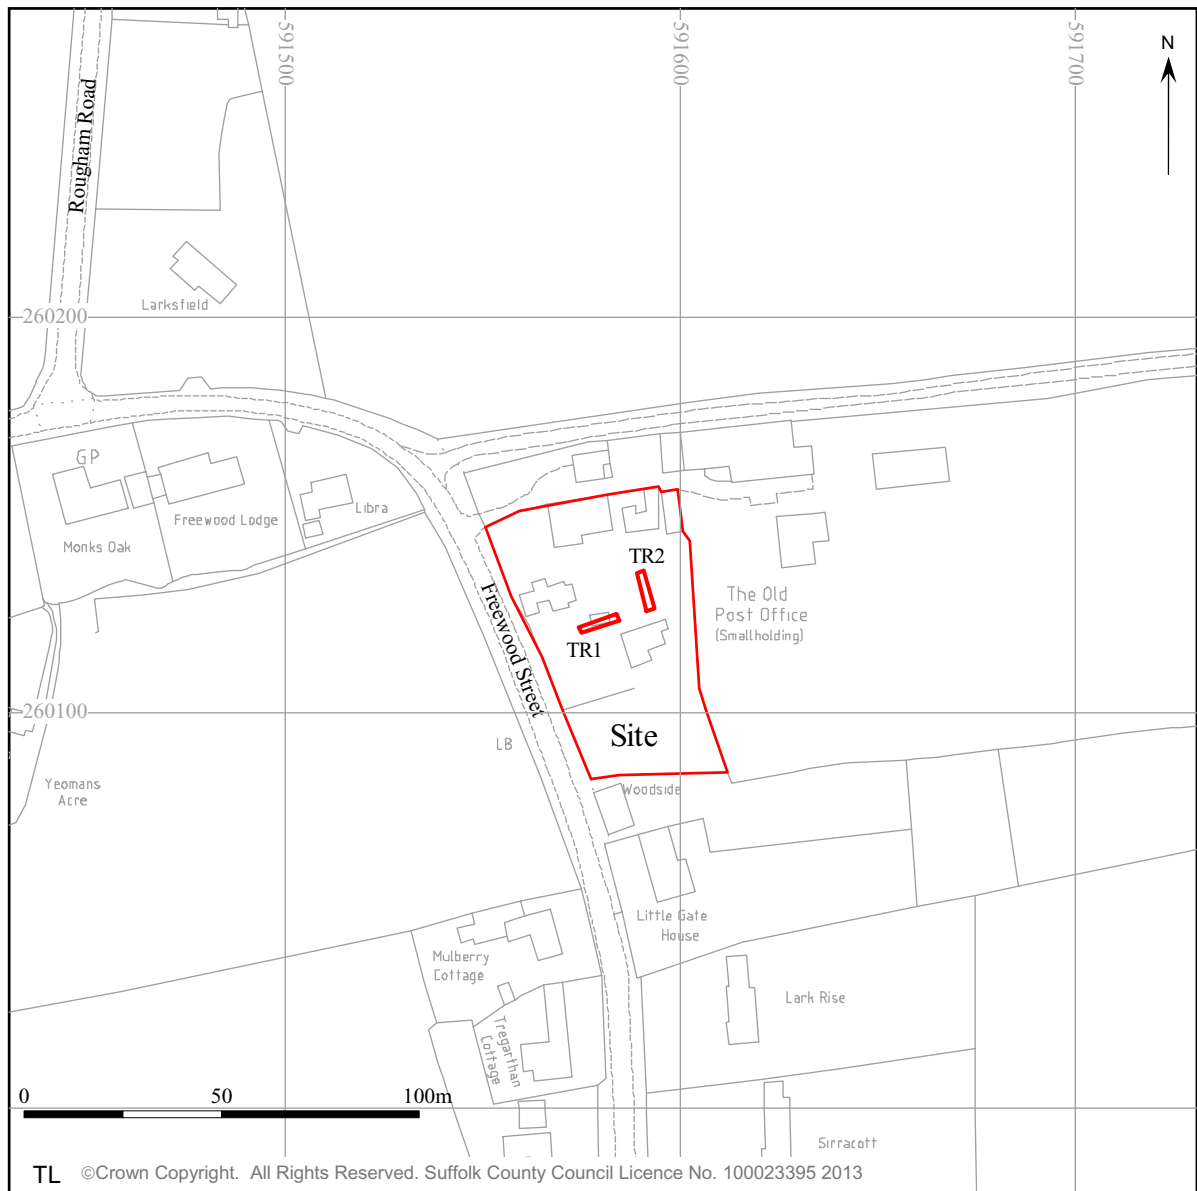 591500
591600
591700
N
Rougham Road
Larksfield
260200
GP
Monks Oak
Freewood Lodge
Libra
TR2
TR1
Freewood Street
The Old
Post Office
(Smallholding)
260100
Site
LB
Yeomans
Acre
Woodside
Little Gate
House
Mulberry
Cottage
Lark Rise
Tregarthan
Cottage
0 50 100m
Sirracott
TL ©Crown Copyright. All Rights Reserved. Suffolk County Council Licence No. 100023395 2013